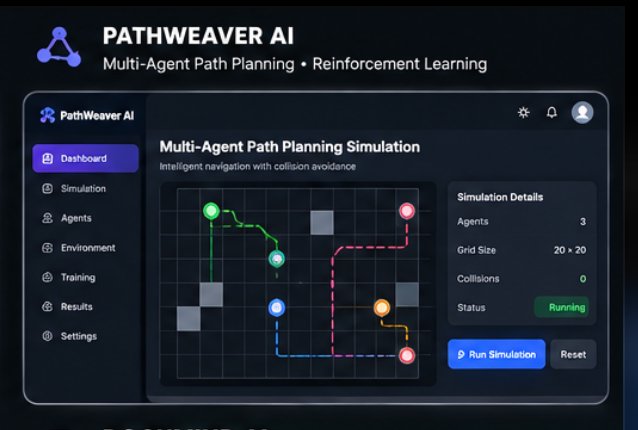 PATHWEAVER AI
Multi-Agent Path Planning • Reinforcement Learning
PathWeaver AI
Dashboard
Simulation
Agents
Environment
Training
Results
Settings
Multi-Agent Path Planning Simulation
Intelligent navigation with collision avoidance
Simulation Details
Agents 3
Grid Size 20 × 20
Collisions 0
Status Running
Run Simulation Reset